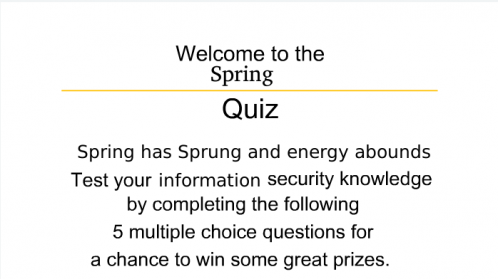 Welcome to the
Spring
Quiz
Spring has Sprung and energy abounds
Test your information security knowledge
by completing the following
5 multiple choice questions for
a chance to win some great prizes.